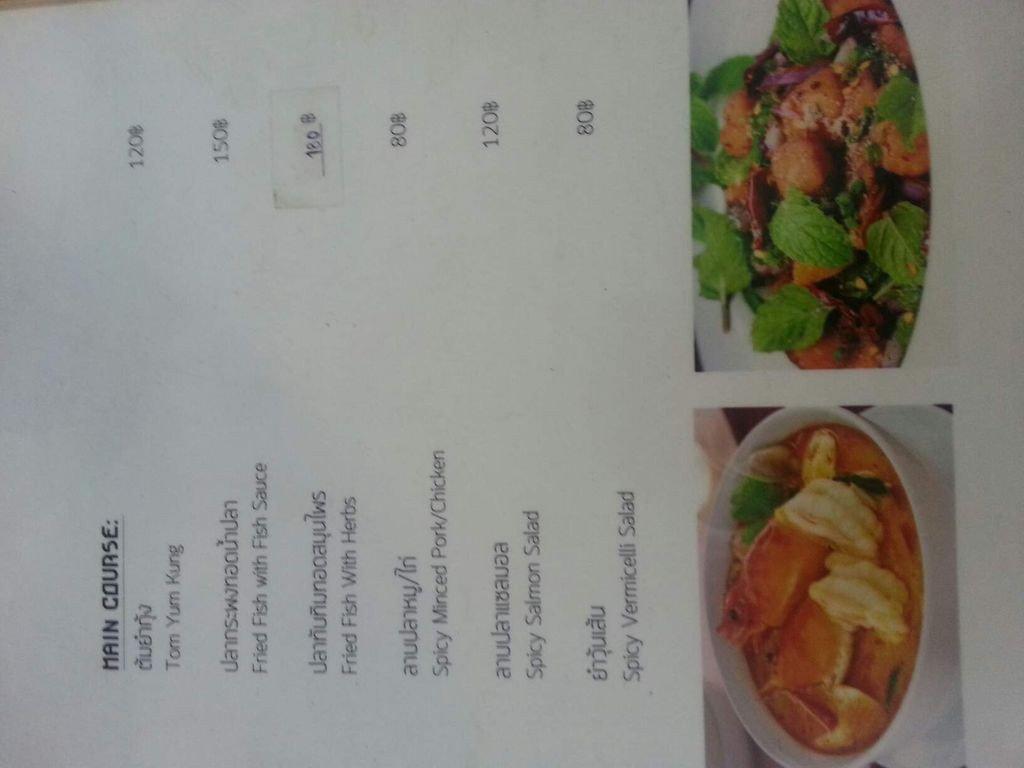 MAIN COURSE:
ต้มยำกุ้ง 120฿
Tom Yum Kung
ปลากระพงทอดน้ำปลา 150฿
Fried Fish with Fish Sauce
ปลาทับทิมทอดสมุนไพร 180 ฿
Fried Fish With Herbs
ลาบปลาหมู/ไก่ 80฿
Spicy Minced Pork/Chicken
ลาบปลาแซลมอล 120฿
Spicy Salmon Salad
ยำวุ้นเส้น 80฿
Spicy Vermicelli Salad